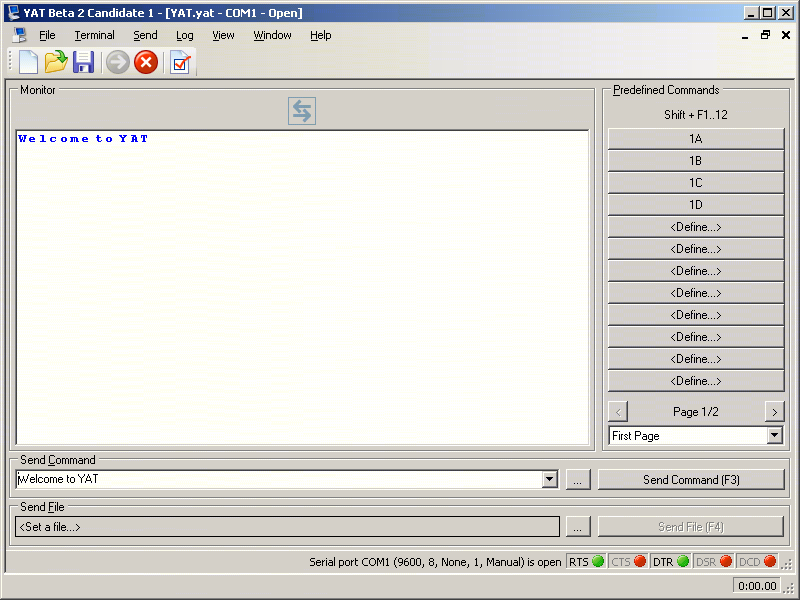 YAT Beta 2 Candidate 1 - [YAT.yat - COM1 - Open]
File Terminal Send Log View Window Help
Monitor
Welcome to YAT
Predefined Commands
Shift + F1..12
1A
1B
1C
1D
<Define...>
<Define...>
<Define...>
<Define...>
<Define...>
<Define...>
<Define...>
<Define...>
< Page 1/2 >
First Page
Send Command
Welcome to YAT ... Send Command (F3)
Send File
<Set a file...> ... Send File (F4)
Serial port COM1 (9600, 8, None, 1, Manual) is open RTS CTS DTR DSR DCD
0:00.00